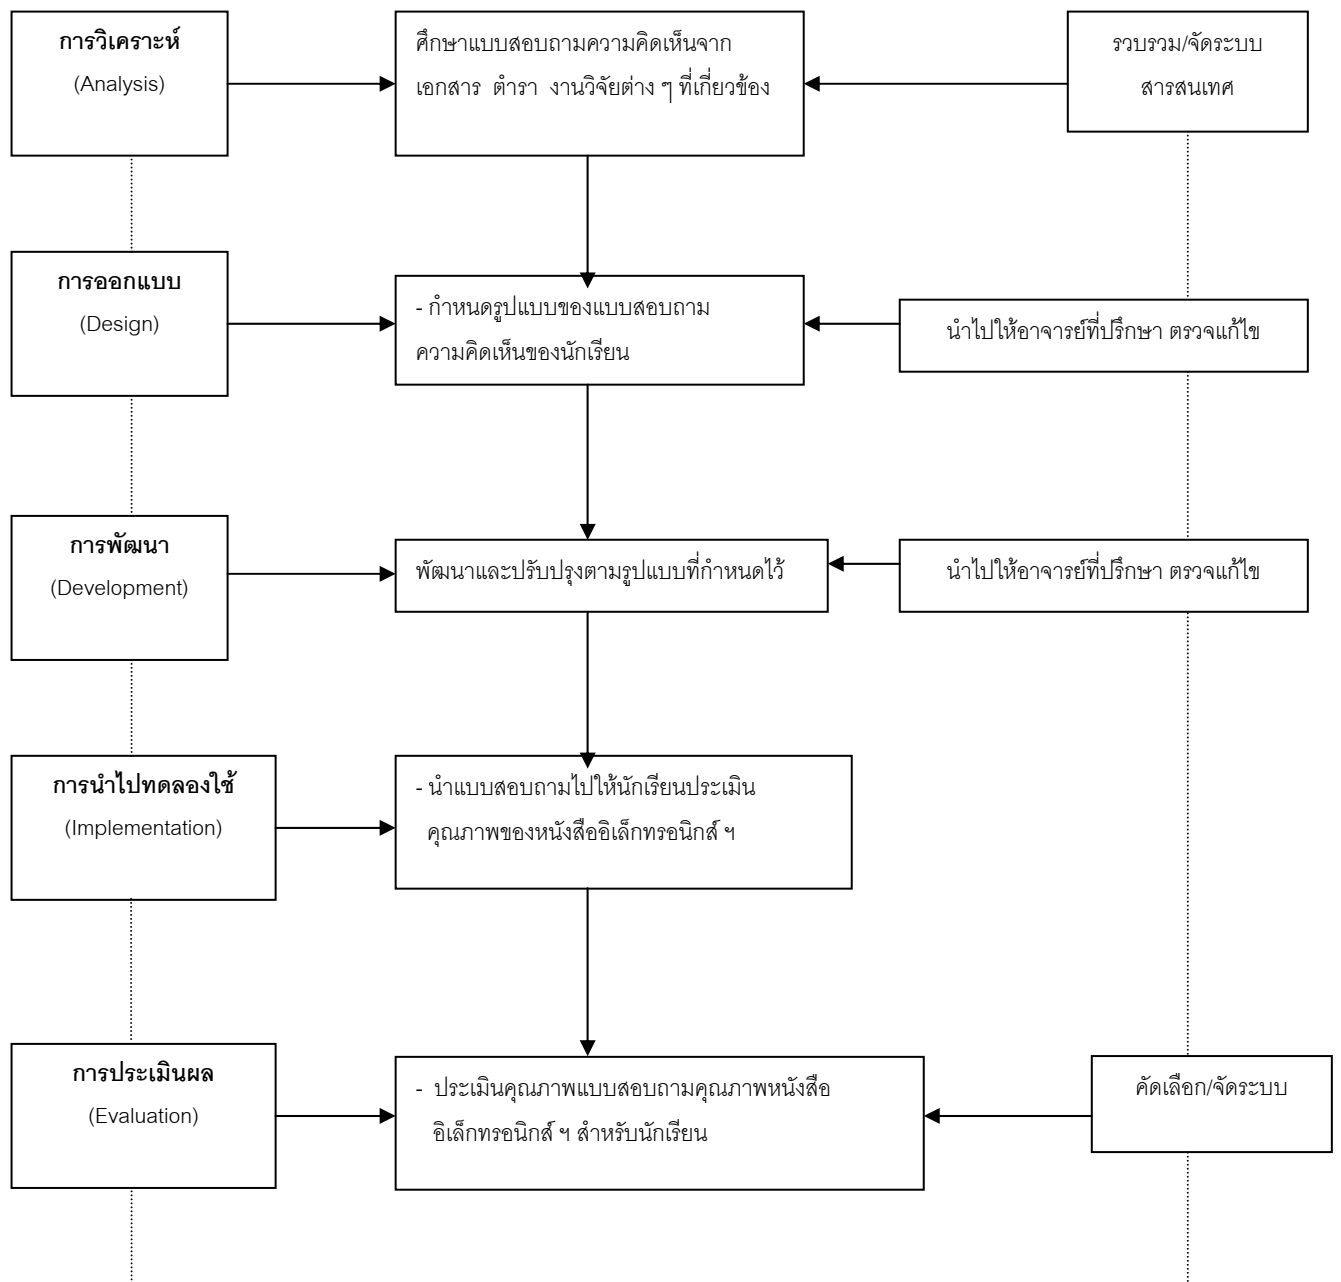 การวิเคราะห์
(Analysis)
ศึกษาแบบสอบถามความคิดเห็นจาก
เอกสาร ตำรา งานวิจัยต่าง ๆ ที่เกี่ยวข้อง
รวบรวม/จัดระบบ
สารสนเทศ
การออกแบบ
(Design)
- กำหนดรูปแบบของแบบสอบถาม
ความคิดเห็นของนักเรียน
นำไปให้อาจารย์ที่ปรึกษา ตรวจแก้ไข
การพัฒนา
(Development)
พัฒนาและปรับปรุงตามรูปแบบที่กำหนดไว้
นำไปให้อาจารย์ที่ปรึกษา ตรวจแก้ไข
การนำไปทดลองใช้
(Implementation)
- นำแบบสอบถามไปให้นักเรียนประเมิน
คุณภาพของหนังสืออิเล็กทรอนิกส์ ฯ
การประเมินผล
(Evaluation)
- ประเมินคุณภาพแบบสอบถามคุณภาพหนังสือ
อิเล็กทรอนิกส์ ฯ สำหรับนักเรียน
คัดเลือก/จัดระบบ